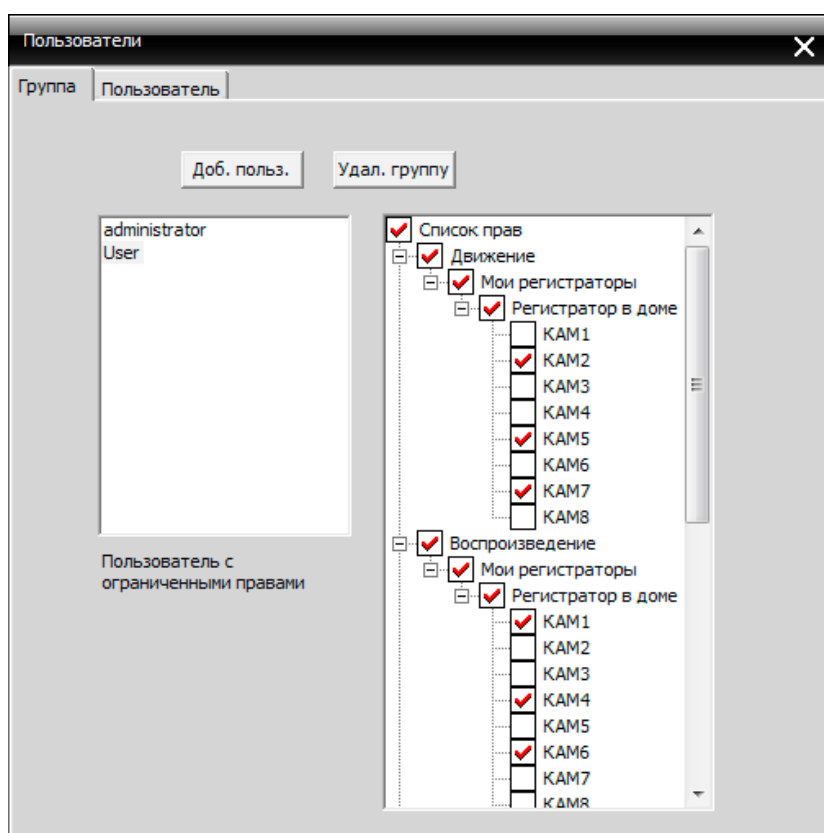 Пользователи
Группа
Пользователь
Доб. польз.
Удал. группу
administrator
User
Пользователь с
ограниченными правами
Список прав
Движение
Мои регистраторы
Регистратор в доме
КАМ1
КАМ2
КАМ3
КАМ4
КАМ5
КАМ6
КАМ7
КАМ8
Воспроизведение
Мои регистраторы
Регистратор в доме
КАМ1
КАМ2
КАМ3
КАМ4
КАМ5
КАМ6
КАМ7
КАМ8